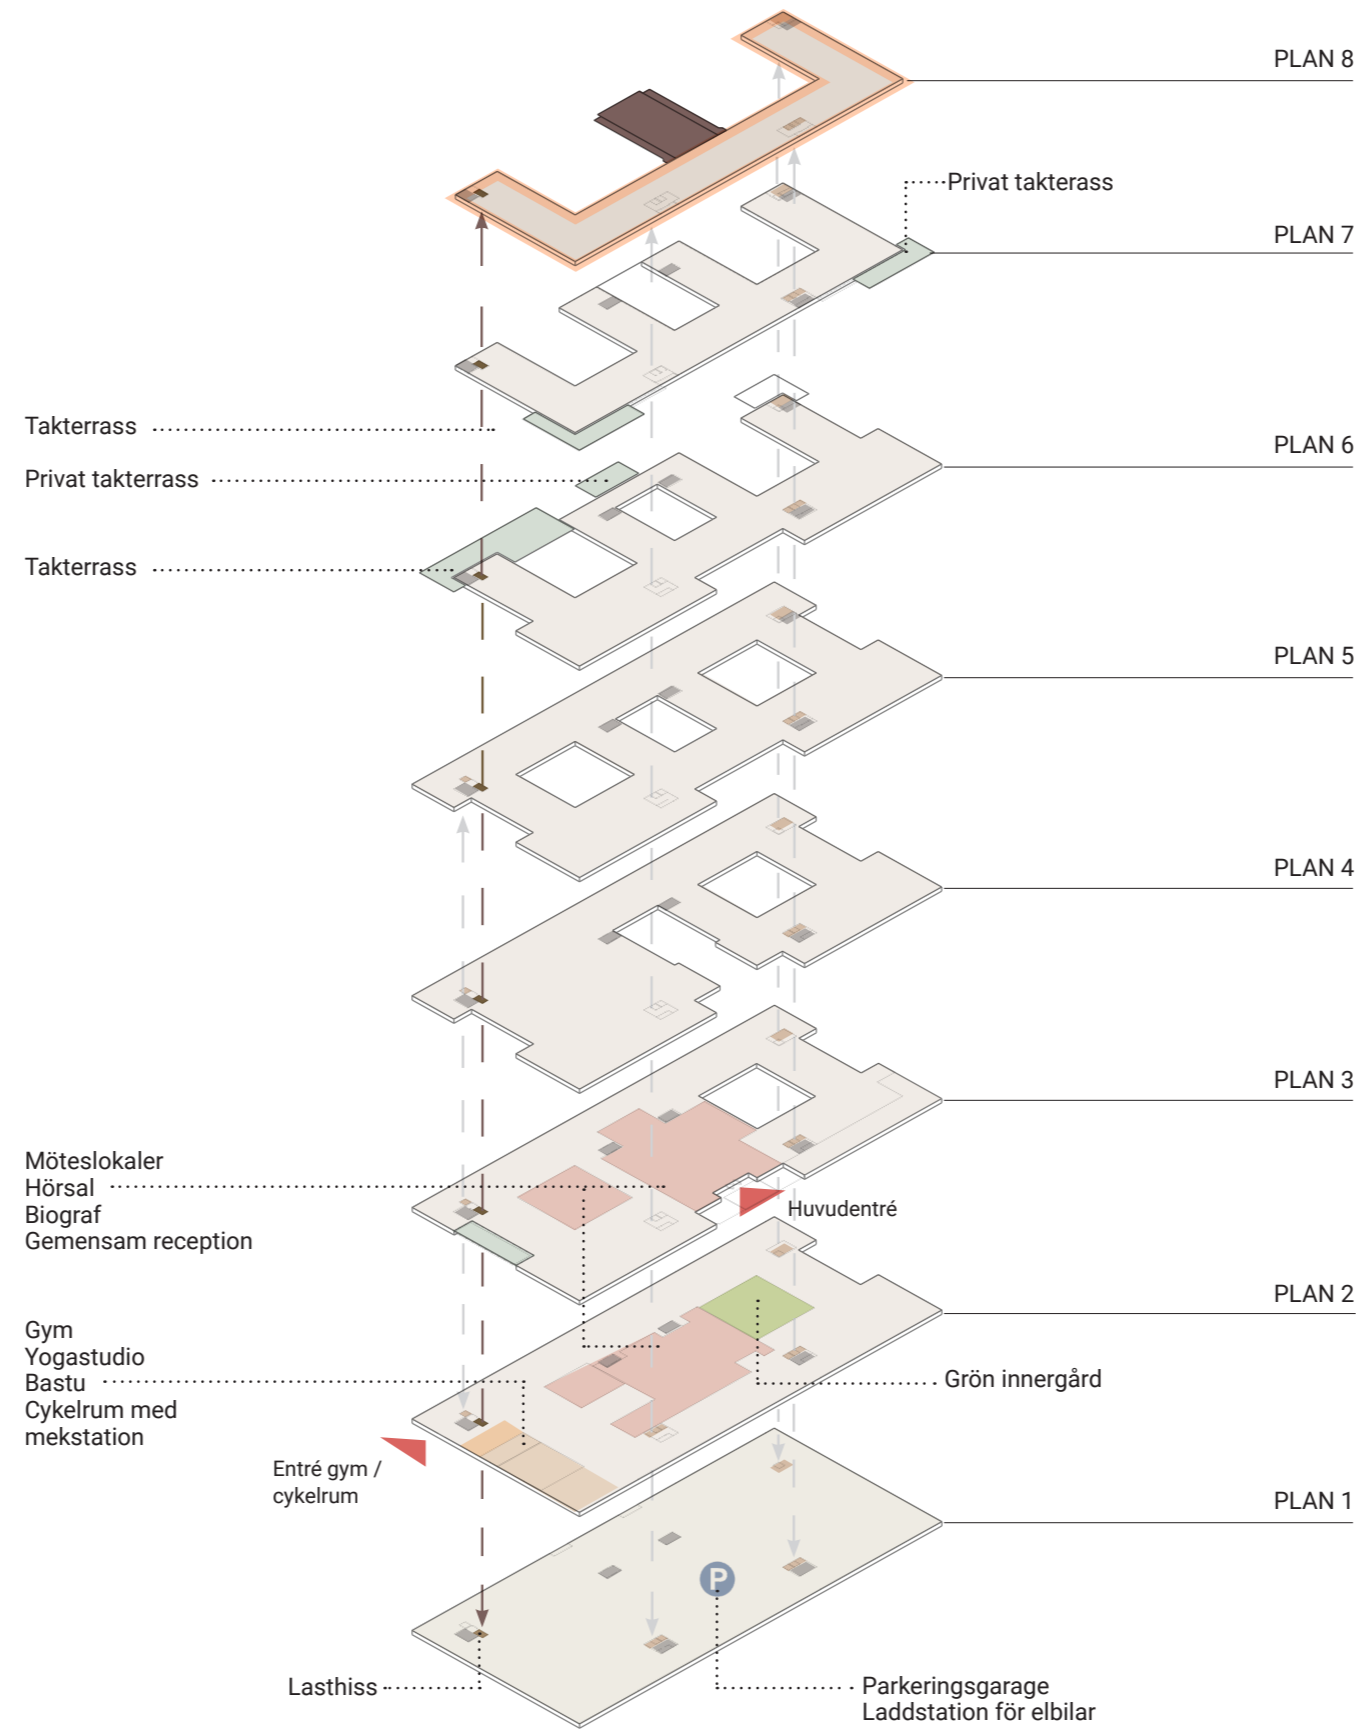 PLAN 8
Privat takterass
PLAN 7
Takterrass
PLAN 6
Privat takterrass
Takterrass
PLAN 5
PLAN 4
PLAN 3
Möteslokaler
Hörsal
Biograf
Gemensam reception
Huvudentré
PLAN 2
Gym
Yogastudio
Bastu
Cykelrum med
mekstation
Grön innergård
Entré gym /
cykelrum
PLAN 1
P
Lasthiss
Parkeringsgarage
Laddstation för elbilar